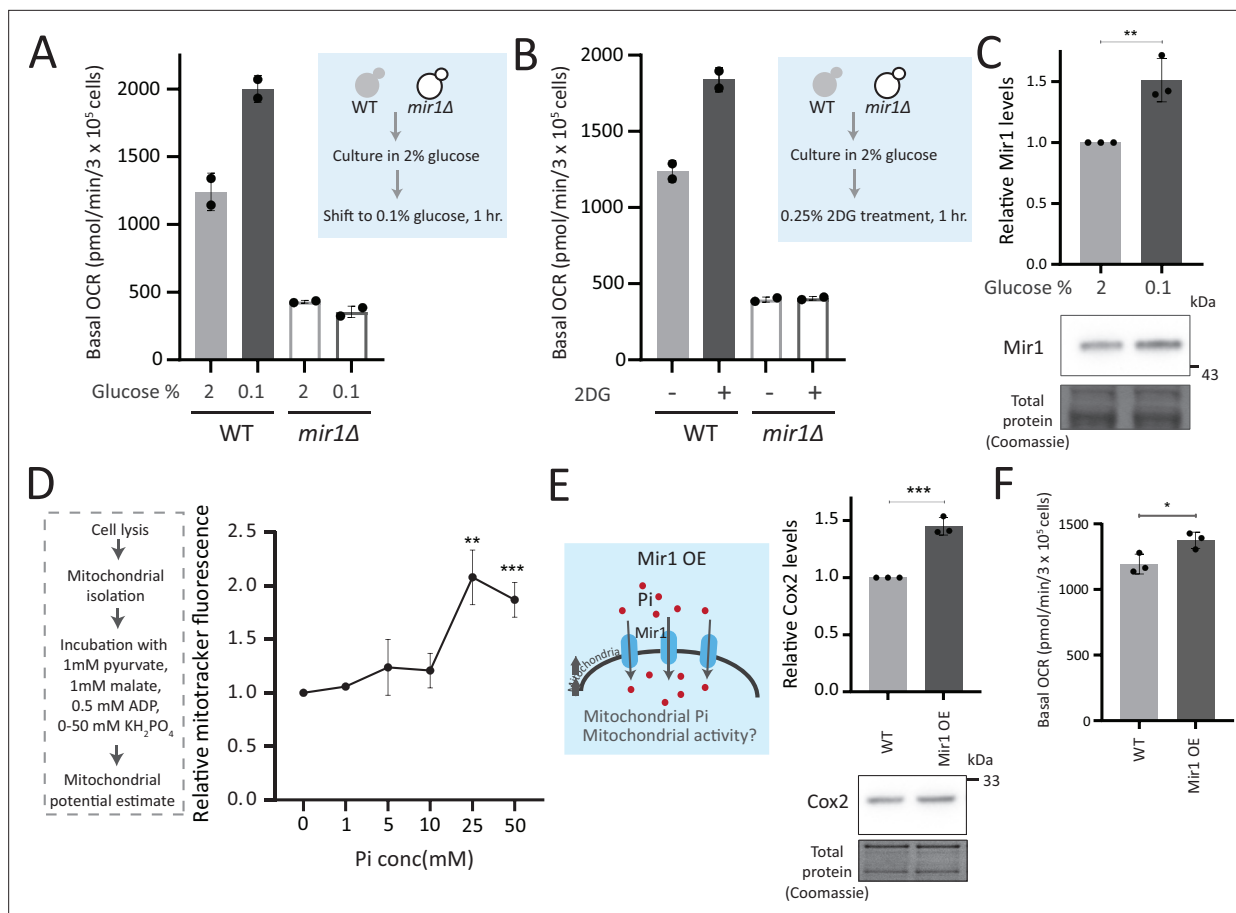 A
Basal OCR (pmol/min/3 x 10⁵ cells)
2000
1500
1000
500
0
Glucose %
2
0.1
2
0.1
WT
mir1Δ
WT
mir1Δ
Culture in 2% glucose
Shift to 0.1% glucose, 1 hr.
B
Basal OCR (pmol/min/3 x 10⁵ cells)
2000
1500
1000
500
0
2DG
-
+
-
+
WT
mir1Δ
WT
mir1Δ
Culture in 2% glucose
0.25% 2DG treatment, 1 hr.
C
Relative Mir1 levels
**
1.5
1.0
0.5
0.0
Glucose %
2
0.1
kDa
Mir1
43
Total
protein
(Coomassie)
D
Cell lysis
Mitochondrial
isolation
Incubation with
1mM pyurvate,
1mM malate,
0.5 mM ADP,
0-50 mM KH₂PO₄
Mitochondrial
potential estimate
Relative mitotracker fluorescence
2.5
2.0
1.5
1.0
0.5
0.0
**
***
0
1
5
10
25
50
Pi conc(mM)
E
Mir1 OE
Pi
Mir1
Mitochondria
Mitochondrial Pi
Mitochondrial activity?
Relative Cox2 levels
***
1.5
1.0
0.5
0.0
WT
Mir1 OE
kDa
33
Cox2
Total
protein
(Coomassie)
F
Basal OCR (pmol/min/3 x 10⁵ cells)
*
1500
1000
500
0
WT
Mir1 OE